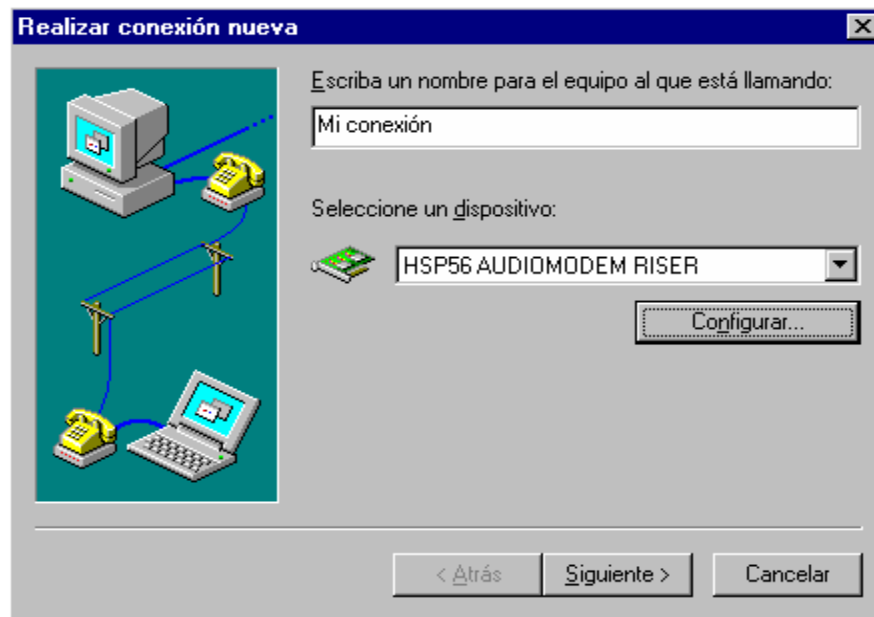 Realizar conexión nueva
Escriba un nombre para el equipo al que está llamando:
Mi conexión
Seleccione un dispositivo:
HSP56 AUDIOMODEM RISER
Configurar...
< Atrás
Siguiente >
Cancelar